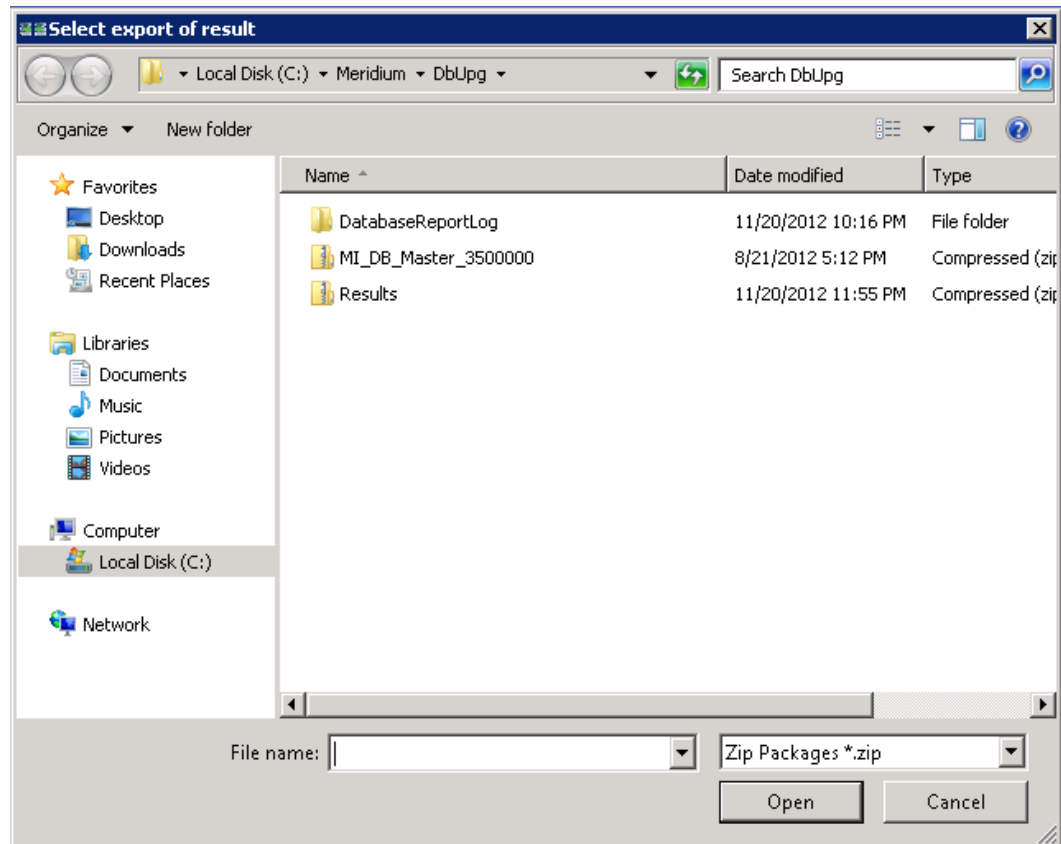 Select export of result
Local Disk (C:) Meridium DbUpg
Search DbUpg
Organize New folder
Name Date modified Type
Favorites
Desktop
Downloads
Recent Places
Libraries
Documents
Music
Pictures
Videos
Computer
Local Disk (C:)
Network
DatabaseReportLog 11/20/2012 10:16 PM File folder
MI_DB_Master_3500000 8/21/2012 5:12 PM Compressed (zip
Results 11/20/2012 11:55 PM Compressed (zip
File name: Zip Packages *.zip
Open Cancel